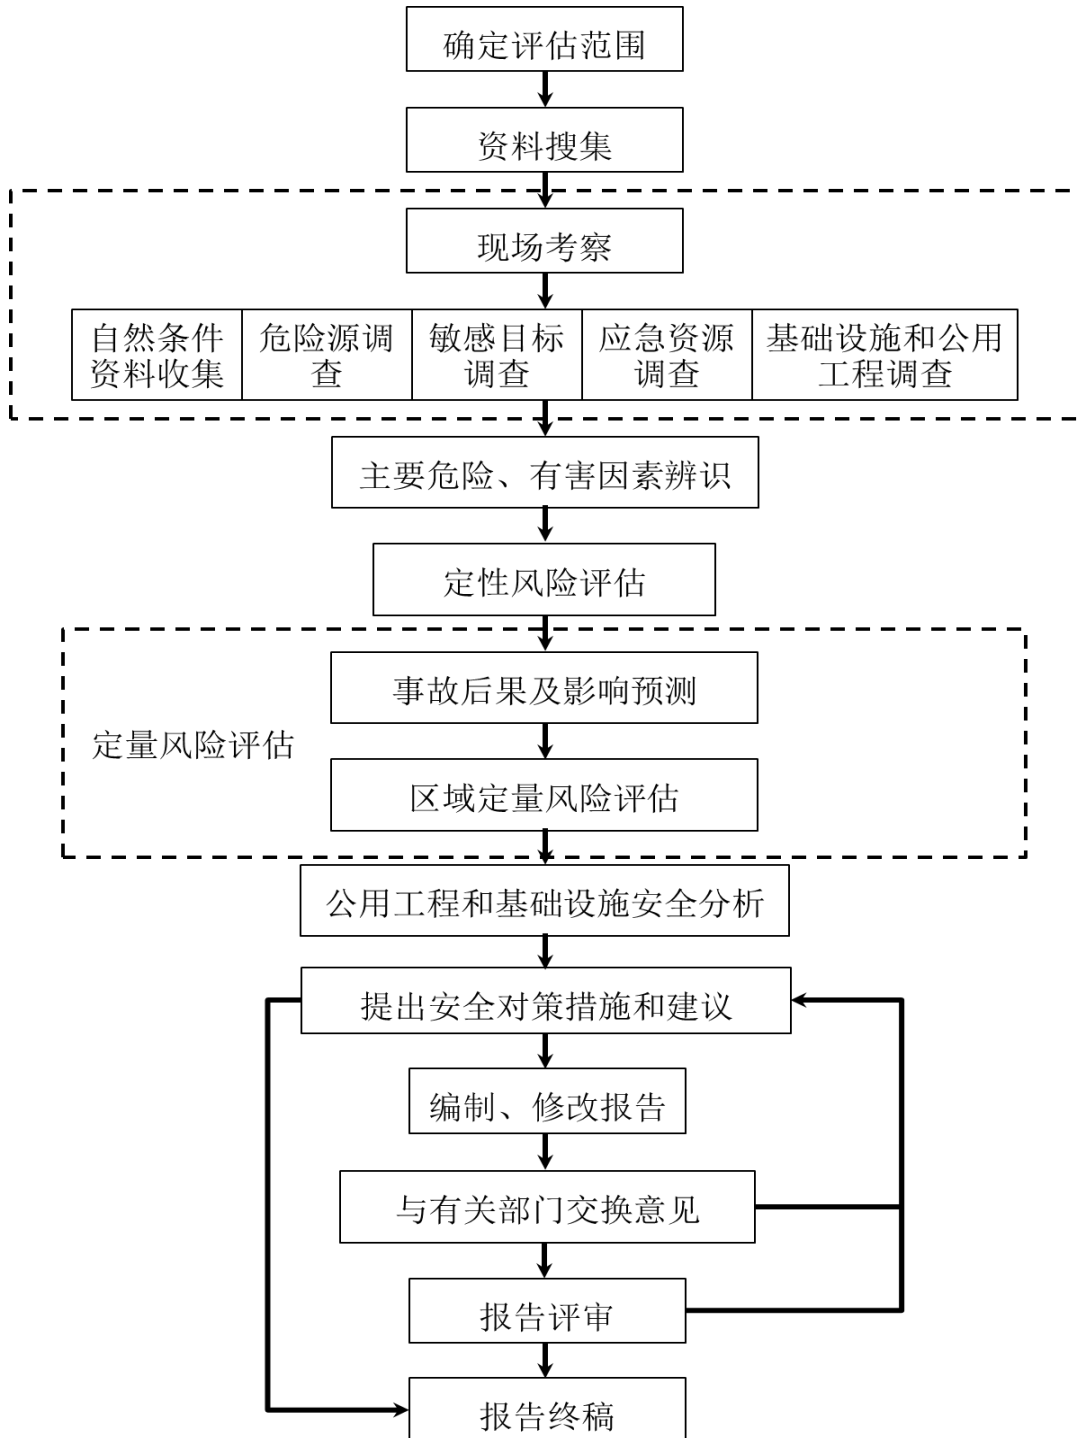 确定评估范围
资料搜集
现场考察
自然条件
资料收集
危险源调
查
敏感目标
调查
应急资源
调查
基础设施和公用
工程调查
主要危险、有害因素辨识
定性风险评估
事故后果及影响预测
定量风险评估
区域定量风险评估
公用工程和基础设施安全分析
提出安全对策措施和建议
编制、修改报告
与有关部门交换意见
报告评审
报告终稿